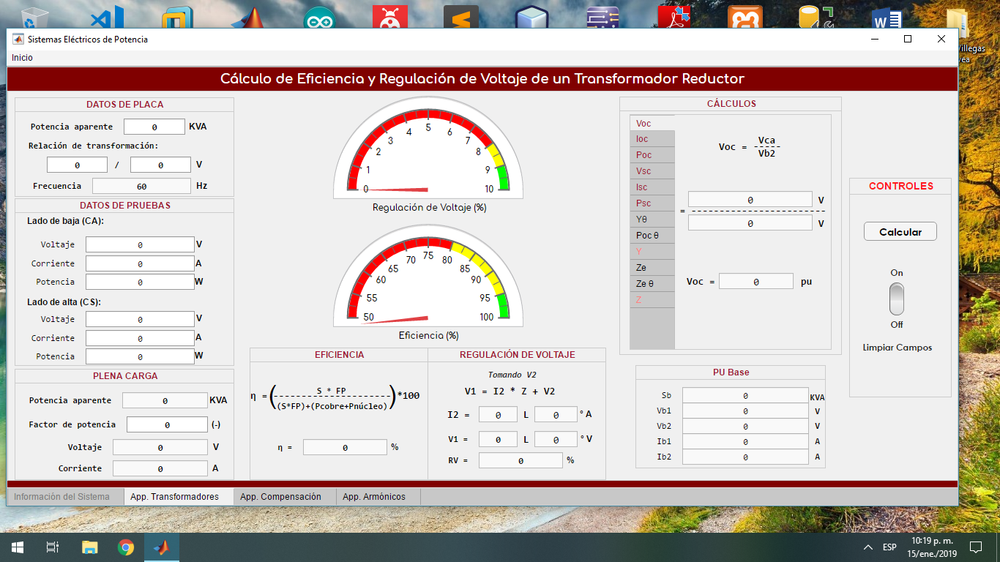 Villegas
vea
Sistemas Eléctricos de Potencia
Inicio
Cálculo de Eficiencia y Regulación de Voltaje de un Transformador Reductor
DATOS DE PLACA
Potencia aparente 0 KVA
Relación de transformación:
0 / 0 V
Frecuencia 60 Hz
DATOS DE PRUEBAS
Lado de baja (CA):
Voltaje 0 V
Corriente 0 A
Potencia 0 W
Lado de alta (CS):
Voltaje 0 V
Corriente 0 A
Potencia 0 W
PLENA CARGA
Potencia aparente 0 KVA
Factor de potencia 0 (-)
Voltaje 0 V
Corriente 0 A
0 1 2 3 4 5 6 7 8 9 10
Regulación de Voltaje (%)
50 55 60 65 70 75 80 85 90 95 100
Eficiencia (%)
EFICIENCIA
S * FP
η = (--------------------) *100
(S*FP)+(Pcobre+Pnúcleo)
η = 0 %
REGULACIÓN DE VOLTAJE
Tomando V2
V1 = I2 * Z + V2
I2 = 0 L 0 ° A
V1 = 0 L 0 ° V
RV = 0 %
CÁLCULOS
Voc
Ioc
Poc
Vsc
Isc
Psc
Yθ
Poc θ
Y
Ze
Ze θ
Z
Vca
Voc = -----
Vb2
0 V
= ------------------------
0 V
Voc = 0 pu
PU Base
Sb 0 KVA
Vb1 0 V
Vb2 0 V
Ib1 0 A
Ib2 0 A
CONTROLES
Calcular
On
Off
Limpiar Campos
Información del Sistema
App. Transformadores
App. Compensación
App. Armónicos
ESP
10:19 p. m.
15/ene./2019